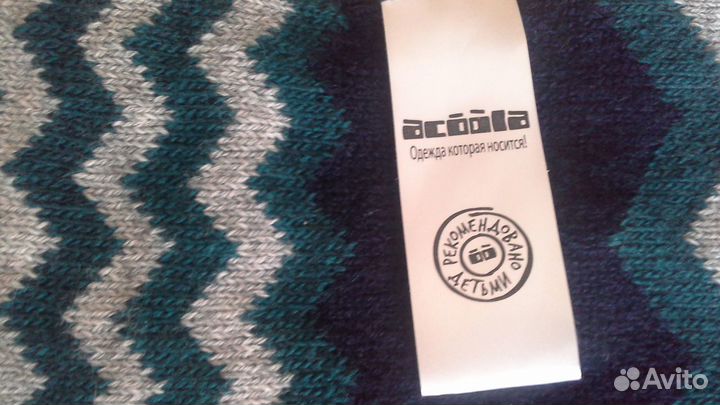 acoola
Одежда которая носится!
РЕКОМЕНДОВАНО
ДЕТЬМИ
Avito